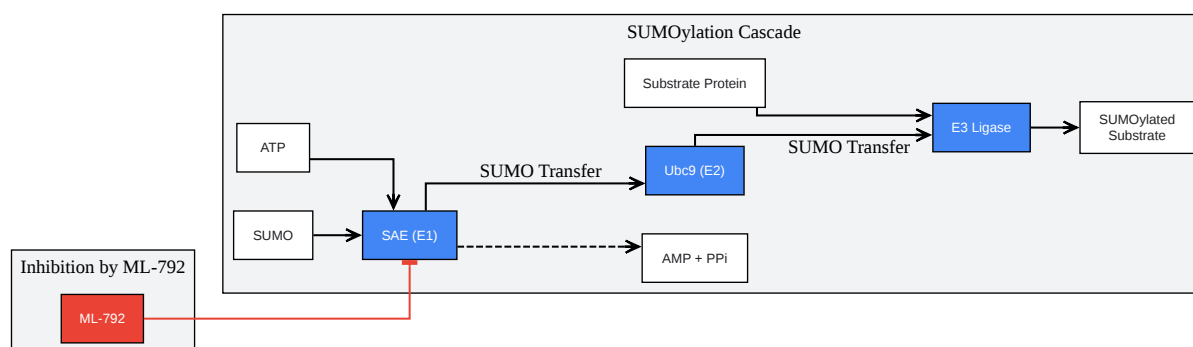 SUMOylation Cascade
Substrate Protein
E3 Ligase
SUMOylated
Substrate
ATP
SUMO Transfer
SUMO Transfer
Ubc9 (E2)
SUMO
SAE (E1)
AMP + PPi
Inhibition by ML-792
ML-792